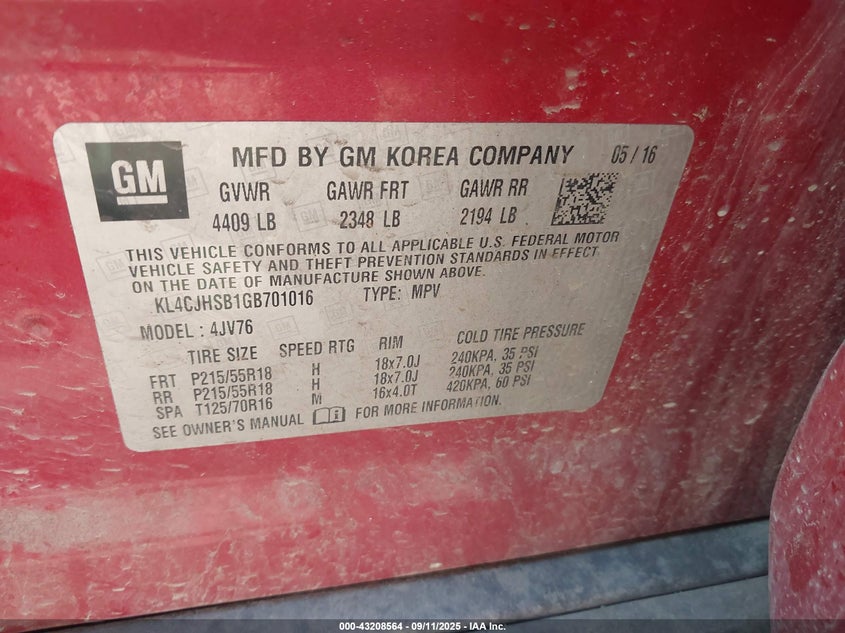 GM MFD BY GM KOREA COMPANY 05/16
GVWR GAWR FRT GAWR RR
4409 LB 2348 LB 2194 LB
THIS VEHICLE CONFORMS TO ALL APPLICABLE U.S. FEDERAL MOTOR
VEHICLE SAFETY AND THEFT PREVENTION STANDARDS IN EFFECT
ON THE DATE OF MANUFACTURE SHOWN ABOVE.
KL4CJHSB1GB701016 TYPE: MPV
MODEL : 4JV76
TIRE SIZE SPEED RTG RIM COLD TIRE PRESSURE
FRT P215/55R18 H 18x7.0J 240KPA, 35 PSI
RR P215/55R18 H 18x7.0J 240KPA, 35 PSI
SPA T125/70R16 M 16x4.0T 420KPA, 60 PSI
SEE OWNER'S MANUAL FOR MORE INFORMATION.
000-43208564 | 09/11/2025 - IAA Inc.